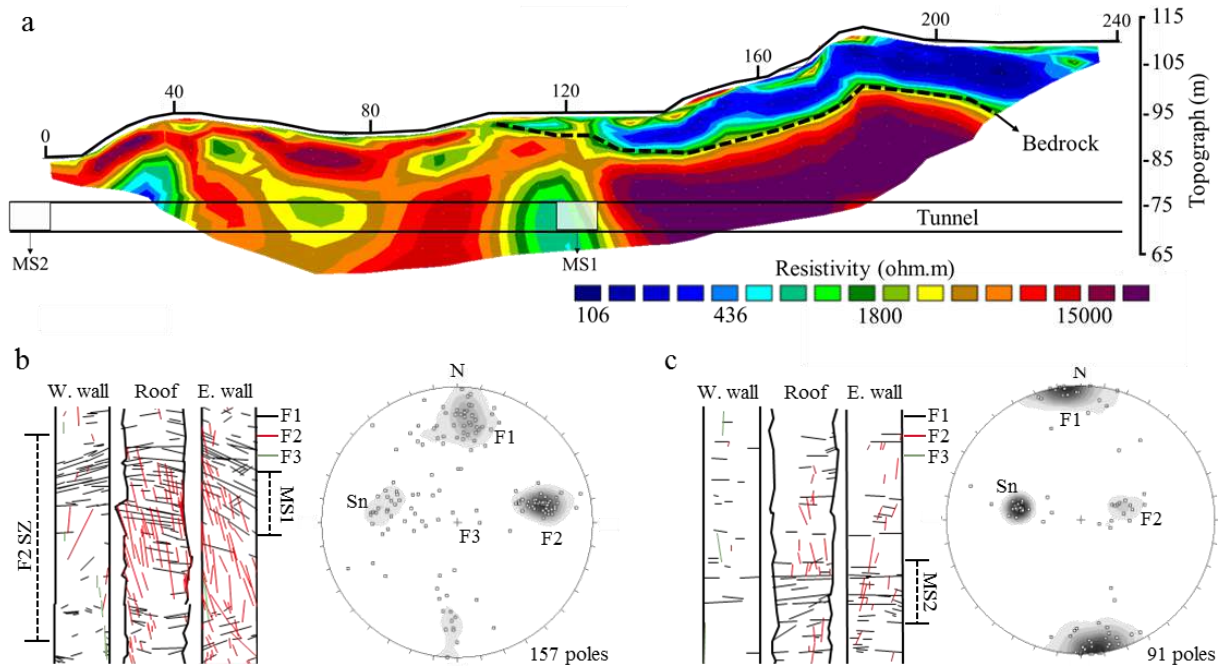 a
0
40
80
120
160
200
240
115
105
95
85
75
65
Topograph (m)
Bedrock
Tunnel
MS2
MS1
Resistivity (ohm.m)
106
436
1800
15000
b
W. wall
Roof
E. wall
F1
F2
F3
F2 SZ
MS1
N
F1
Sn
F3
F2
157 poles
c
W. wall
Roof
E. wall
F1
F2
F3
MS2
N
F1
Sn
F2
91 poles